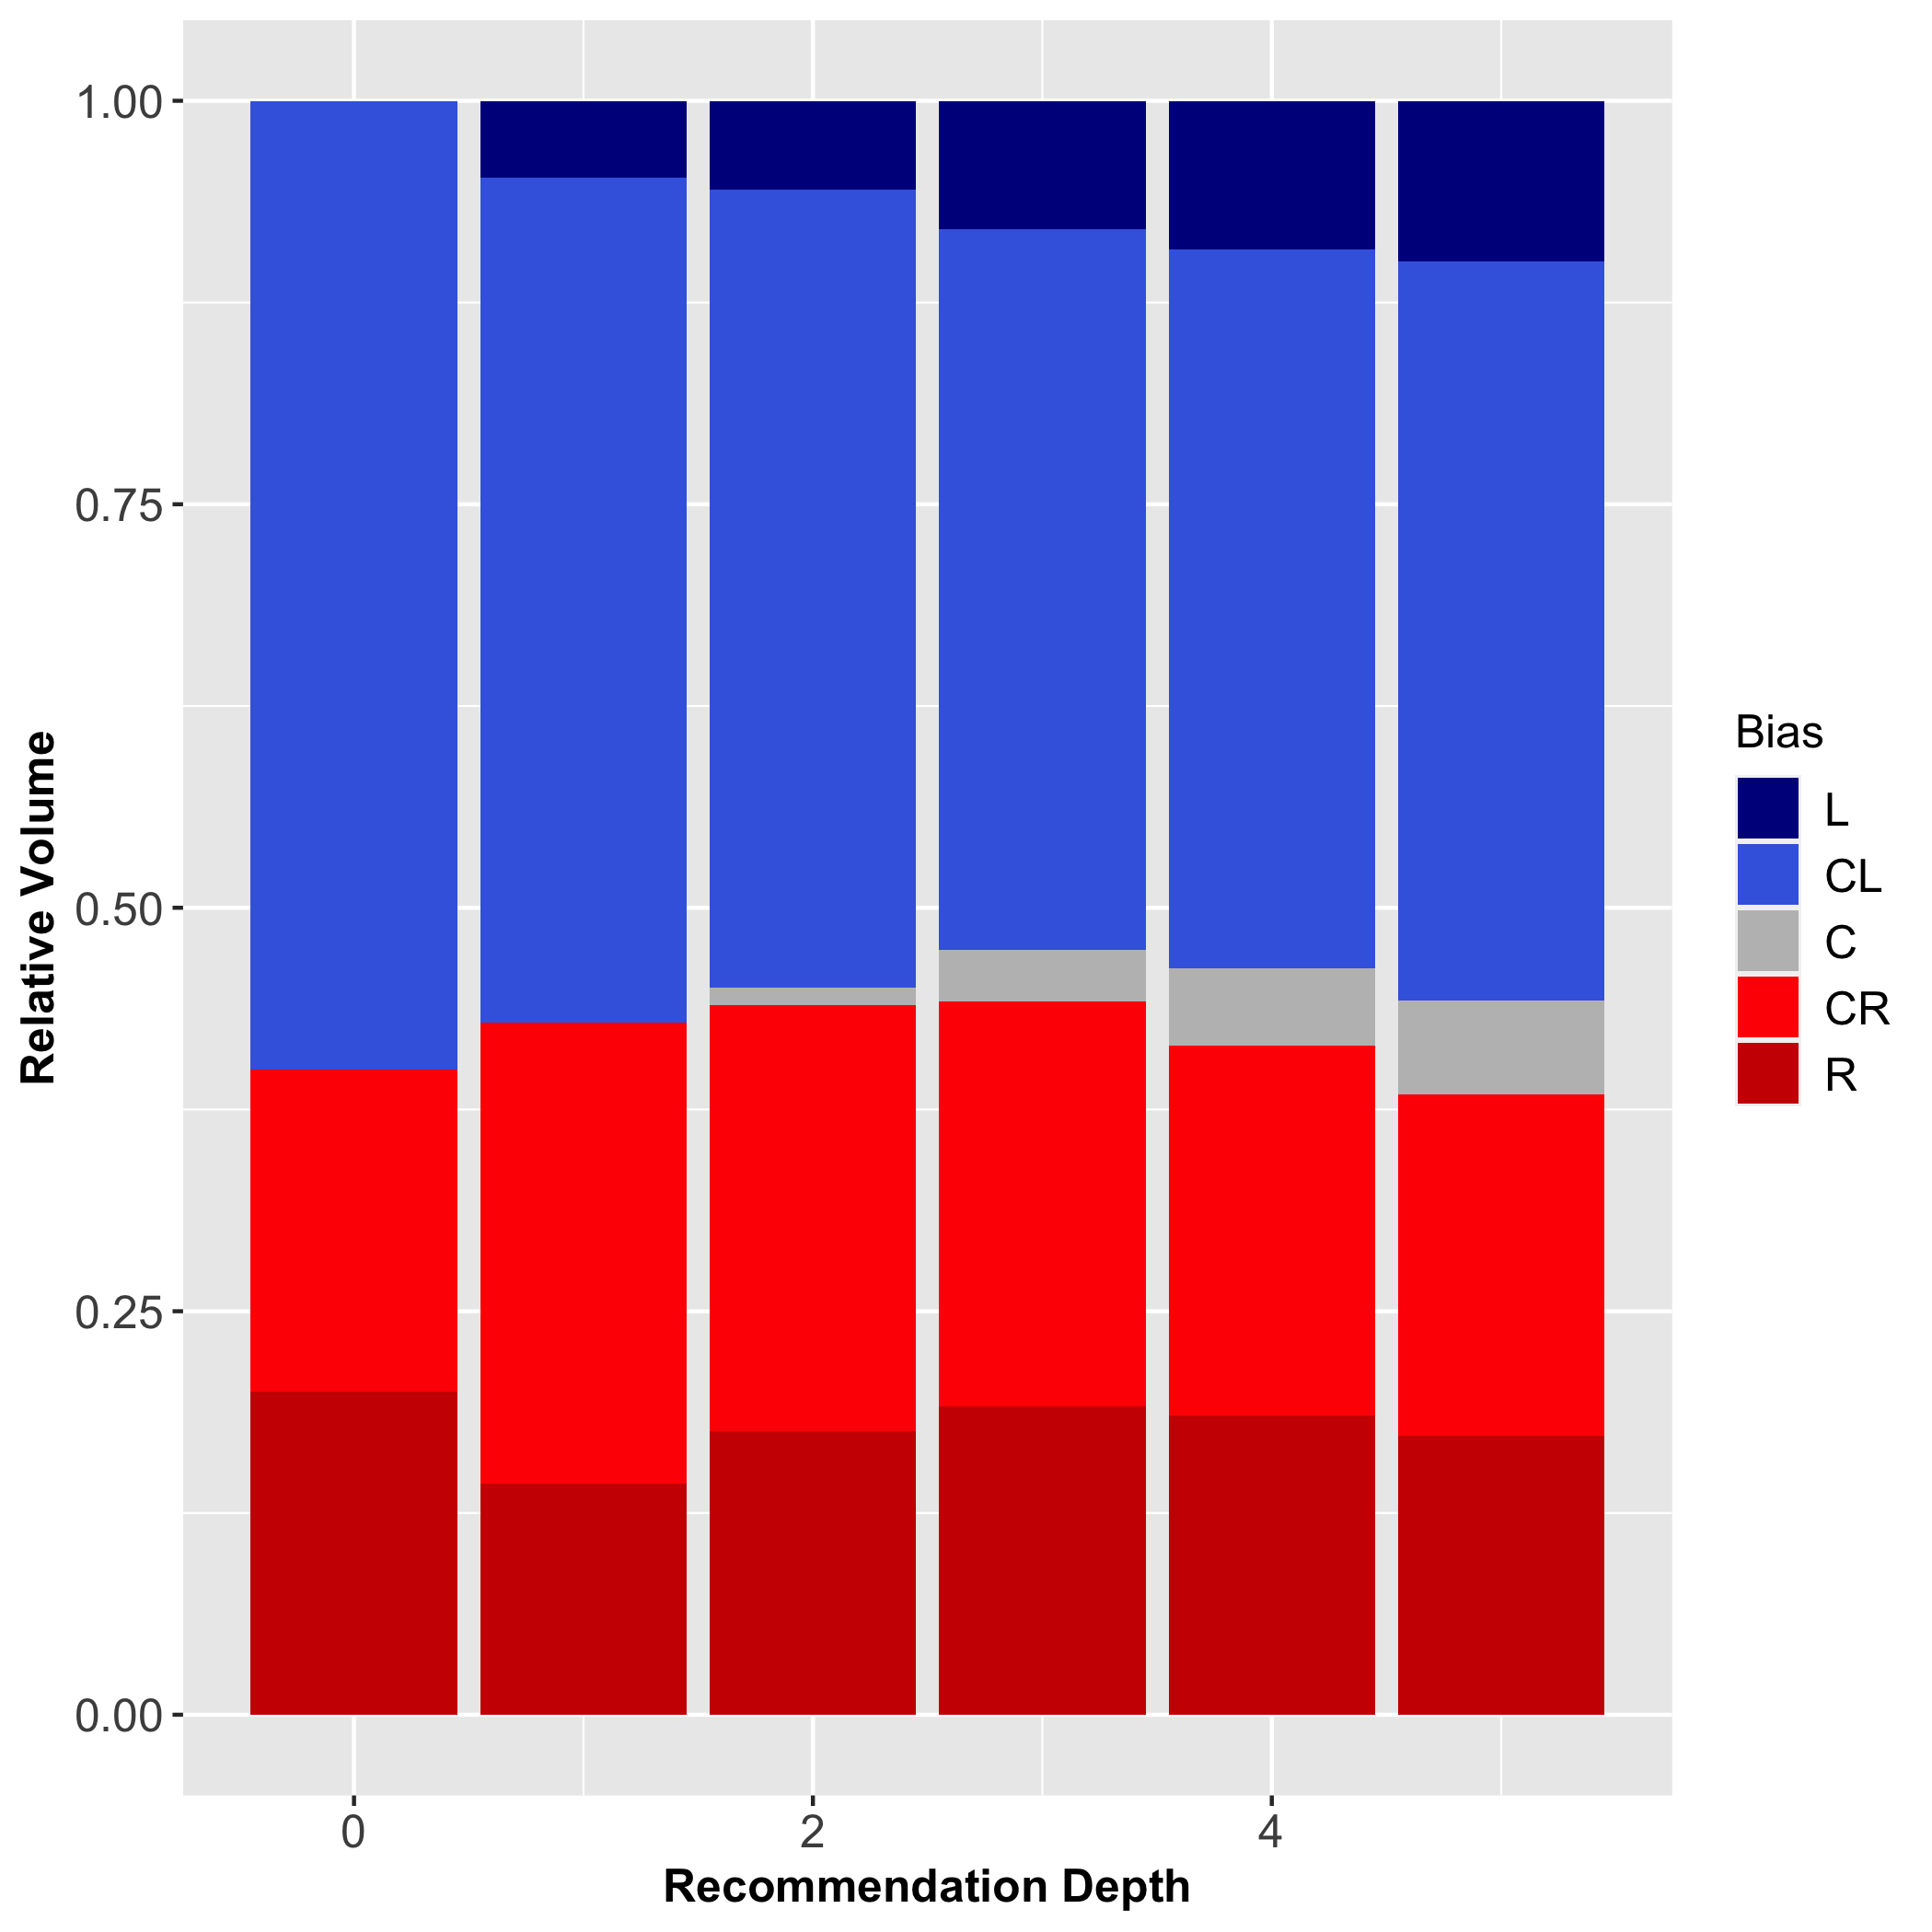 1.00
0.75
0.50
0.25
0.00
Relative Volume
0 2 4
Recommendation Depth
Bias
L
CL
C
CR
R